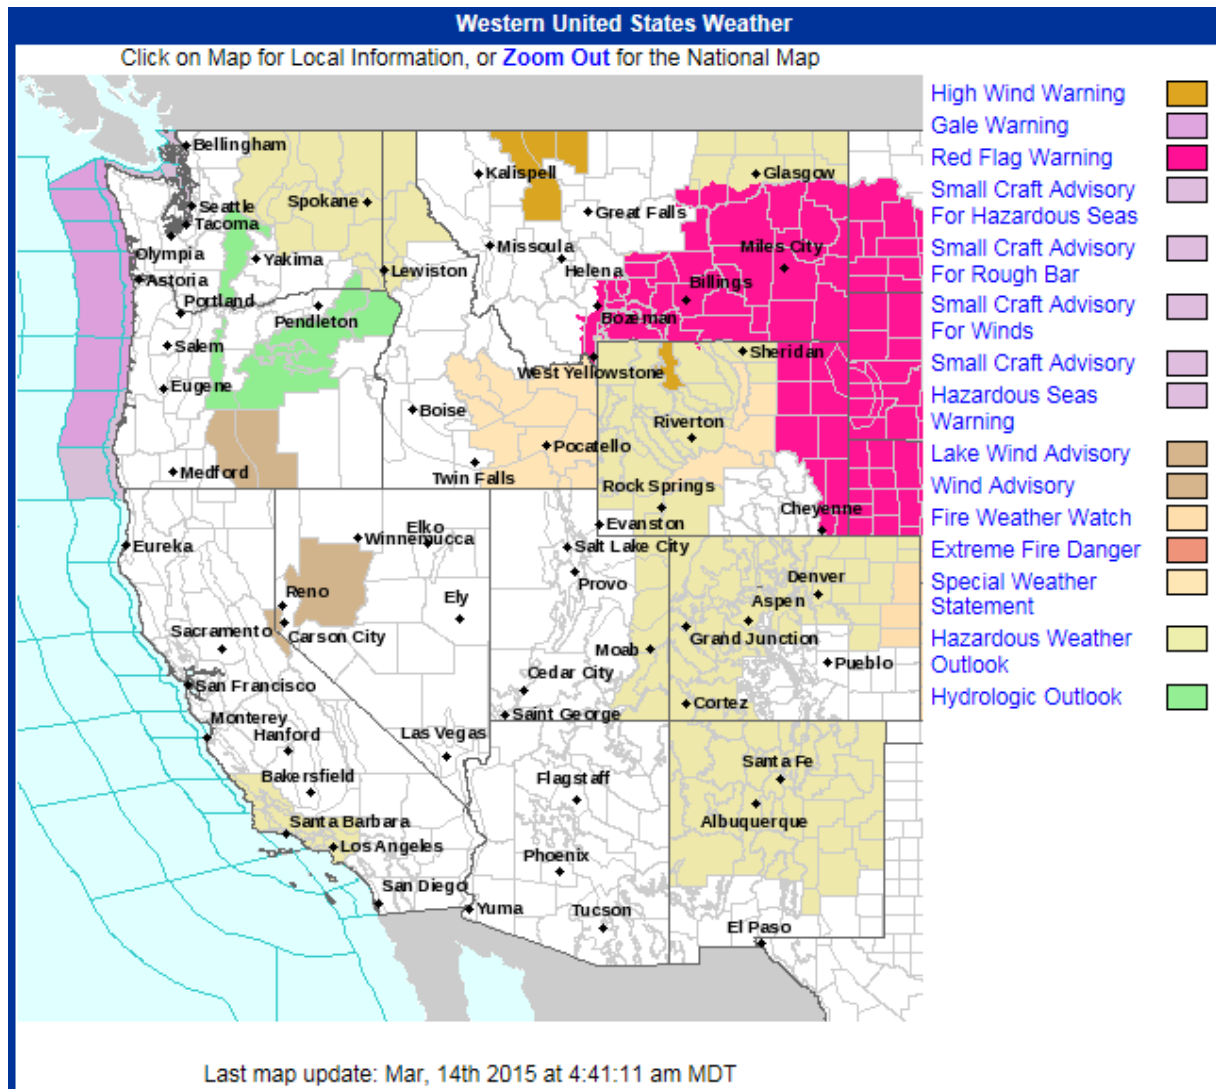 Western United States Weather
Click on Map for Local Information, or Zoom Out for the National Map
High Wind Warning
Gale Warning
Red Flag Warning
Small Craft Advisory
For Hazardous Seas
Small Craft Advisory
For Rough Bar
Small Craft Advisory
For Winds
Small Craft Advisory
Hazardous Seas
Warning
Lake Wind Advisory
Wind Advisory
Fire Weather Watch
Extreme Fire Danger
Special Weather
Statement
Hazardous Weather
Outlook
Hydrologic Outlook
Bellingham
Kalispell
Glasgow
Spokane
Seattle
Great Falls
Tacoma
Olympia
Missoula
Miles City
Yakima
Helena
Lewiston
Astoria
Billings
Portland
Pendleton
Bozeman
Salem
Sheridan
West Yellowstone
Eugene
Boise
Riverton
Pocatello
Medford
Twin Falls
Rock Springs
Cheyenne
Evanston
Elko
Winnemucca
Eureka
Salt Lake City
Provo
Denver
Reno
Ely
Aspen
Sacramento
Carson City
Grand Junction
Moab
Pueblo
Cedar City
San Francisco
Cortez
Saint George
Monterey
Hanford
Las Vegas
Santa Fe
Bakersfield
Flagstaff
Santa Barbara
Albuquerque
Los Angeles
Phoenix
San Diego
Yuma
Tucson
El Paso
Last map update: Mar, 14th 2015 at 4:41:11 am MDT